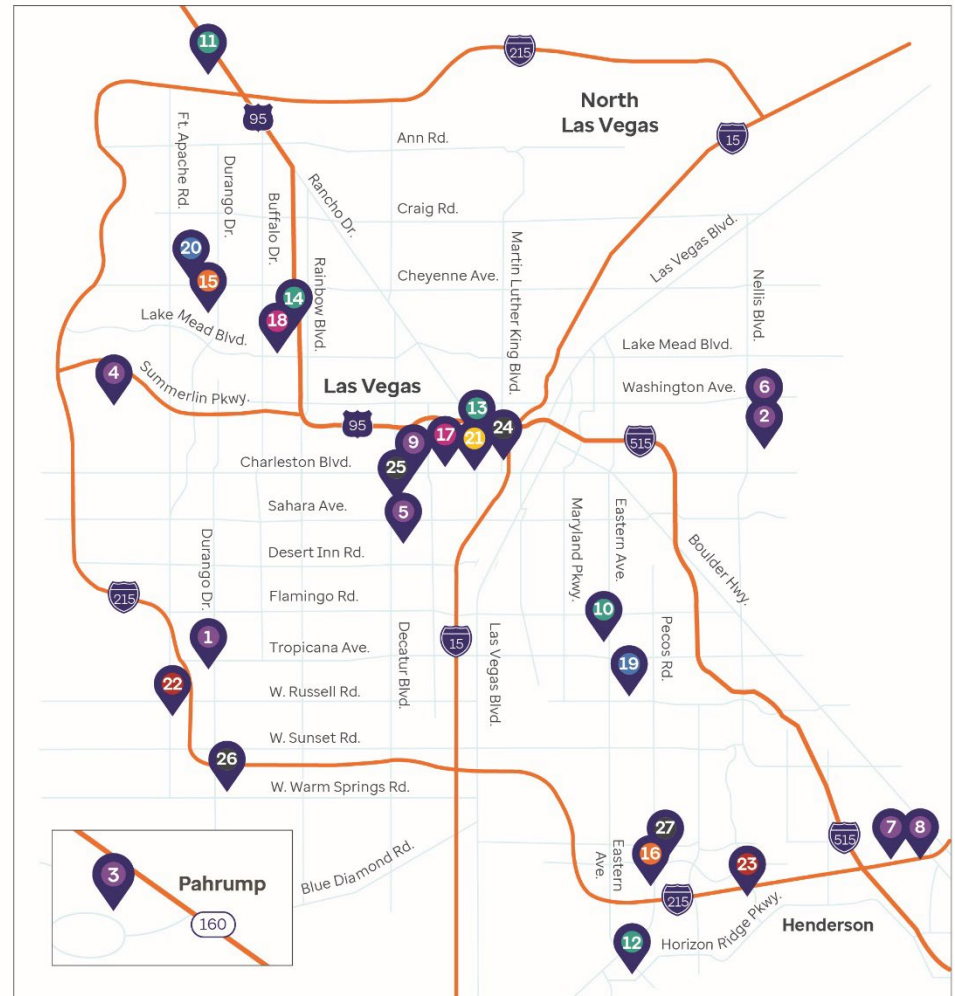 11
215
North
Las Vegas
95
15
Ann Rd.
Ft. Apache Rd.
Durango Dr.
Buffalo Dr.
Rancho Dr.
Craig Rd.
Martin Luther King Blvd.
Las Vegas Blvd.
20
15
Cheyenne Ave.
Rainbow Blvd.
Nellis Blvd.
14
18
Lake Mead Blvd.
Lake Mead Blvd.
4
Summerlin Pkwy.
Las Vegas
Washington Ave.
6
2
13
95
9
17
21
24
515
Charleston Blvd.
25
Sahara Ave.
5
Maryland Pkwy.
Eastern Ave.
Desert Inn Rd.
Boulder Hwy.
Durango Dr.
215
Flamingo Rd.
10
1
Tropicana Ave.
Decatur Blvd.
15
Las Vegas Blvd.
19
Pecos Rd.
22
W. Russell Rd.
W. Sunset Rd.
26
W. Warm Springs Rd.
27
7
8
515
16
Eastern
Ave.
23
3
Pahrump
160
Blue Diamond Rd.
215
Horizon Ridge Pkwy.
Henderson
12